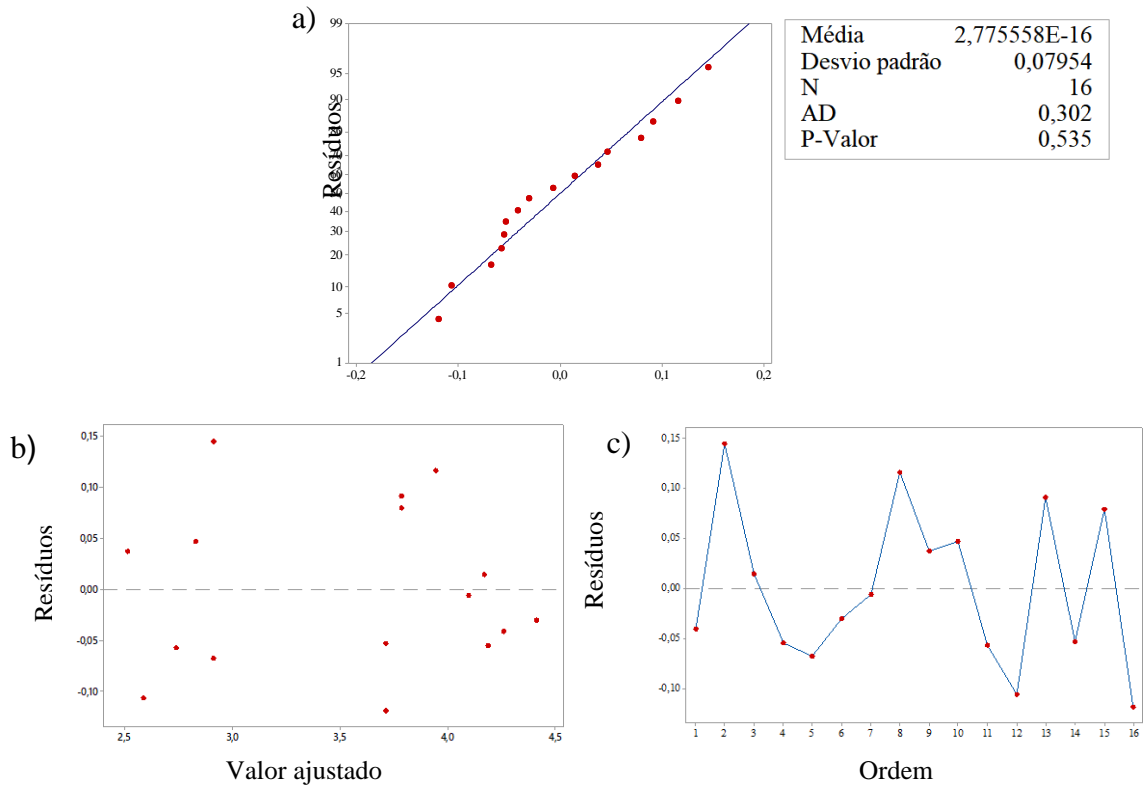 a)
99
95
90
40
30
20
10
5
1
Resíduos
-0,2 -0,1 0,0 0,1 0,2
Média 2,775558E-16
Desvio padrão 0,07954
N 16
AD 0,302
P-Valor 0,535
b)
0,15
0,10
0,05
0,00
-0,05
-0,10
Resíduos
2,5 3,0 3,5 4,0 4,5
Valor ajustado
c)
0,15
0,10
0,05
0,00
-0,05
-0,10
Resíduos
1 2 3 4 5 6 7 8 9 10 11 12 13 14 15 16
Ordem